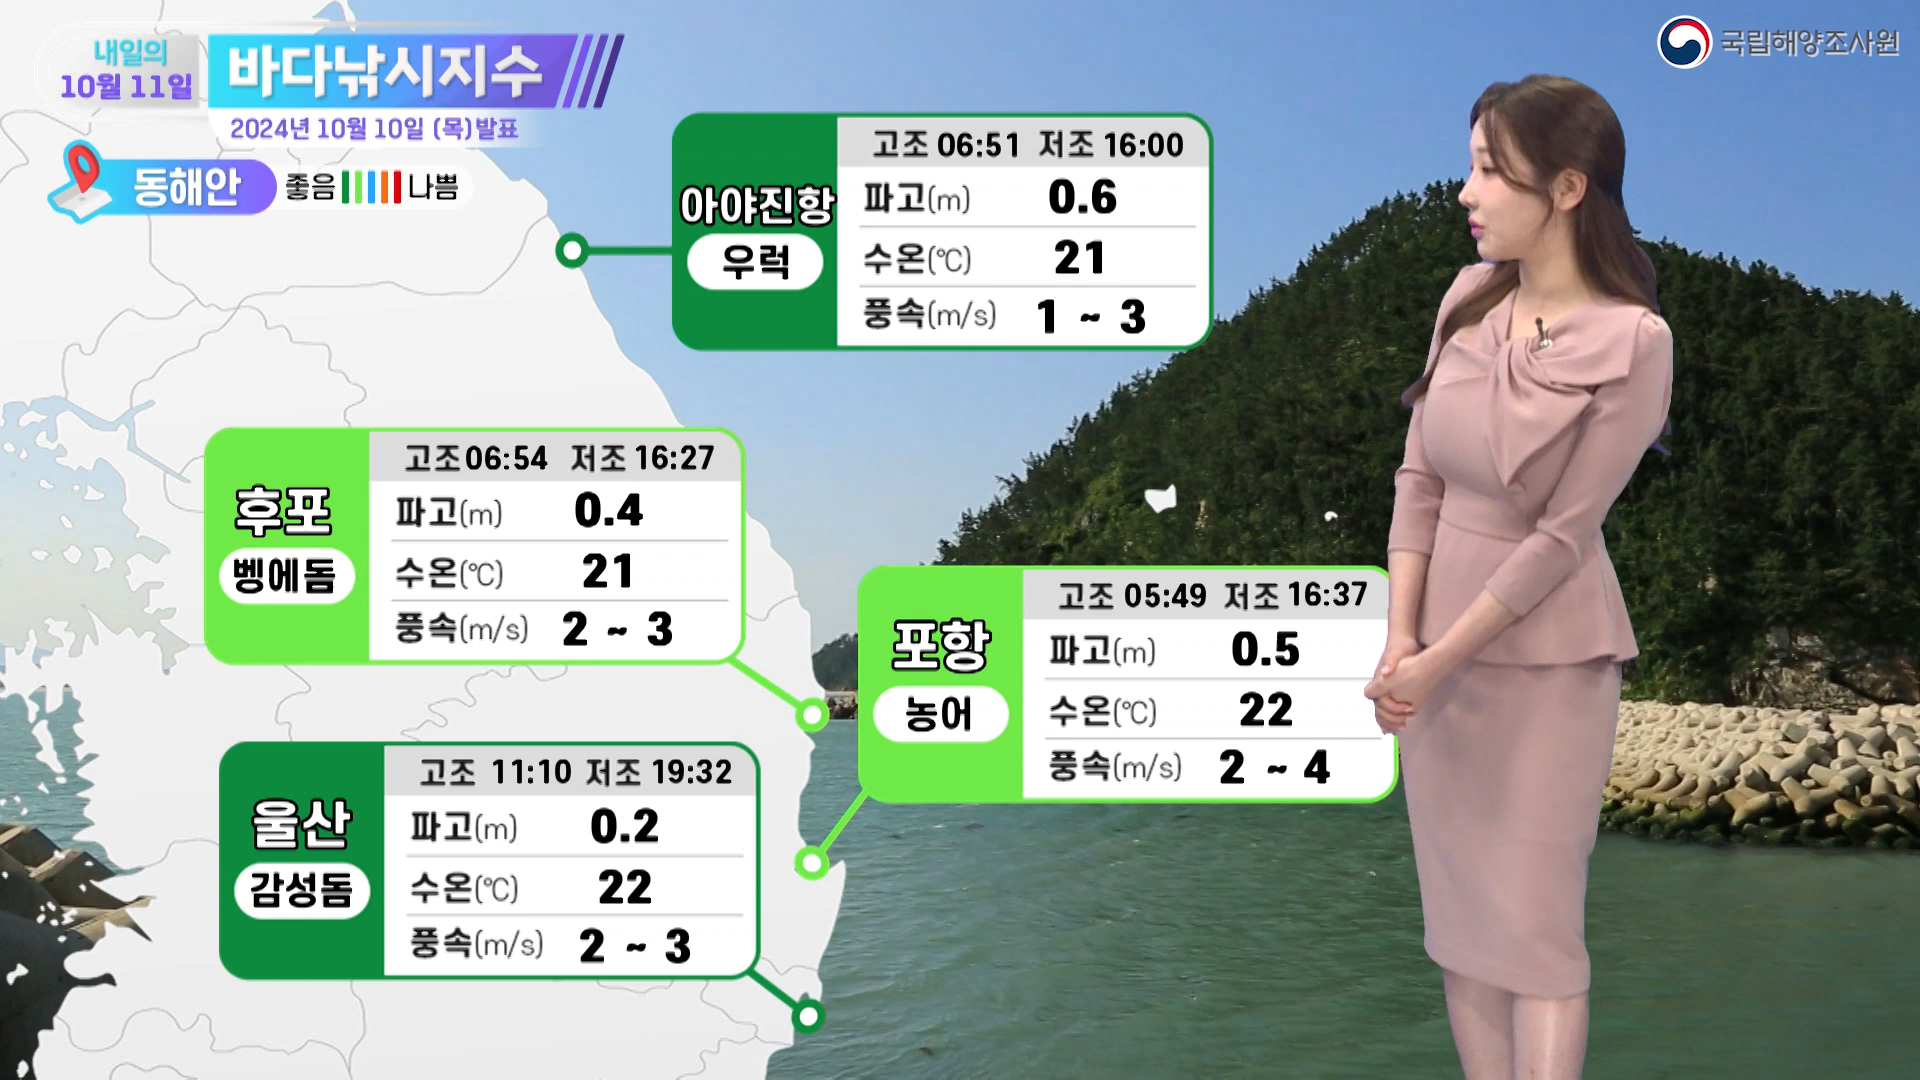 내일의
10월 11일
바다낚시지수
2024년 10월 10일 (목)발표
국립해양조사원
동해안
좋음 나쁨
아야진항
우럭
고조 06:51 저조 16:00
파고(m) 0.6
수온(℃) 21
풍속(m/s) 1 ~ 3
후포
벵에돔
고조 06:54 저조 16:27
파고(m) 0.4
수온(℃) 21
풍속(m/s) 2 ~ 3
포항
농어
고조 05:49 저조 16:37
파고(m) 0.5
수온(℃) 22
풍속(m/s) 2 ~ 4
울산
감성돔
고조 11:10 저조 19:32
파고(m) 0.2
수온(℃) 22
풍속(m/s) 2 ~ 3